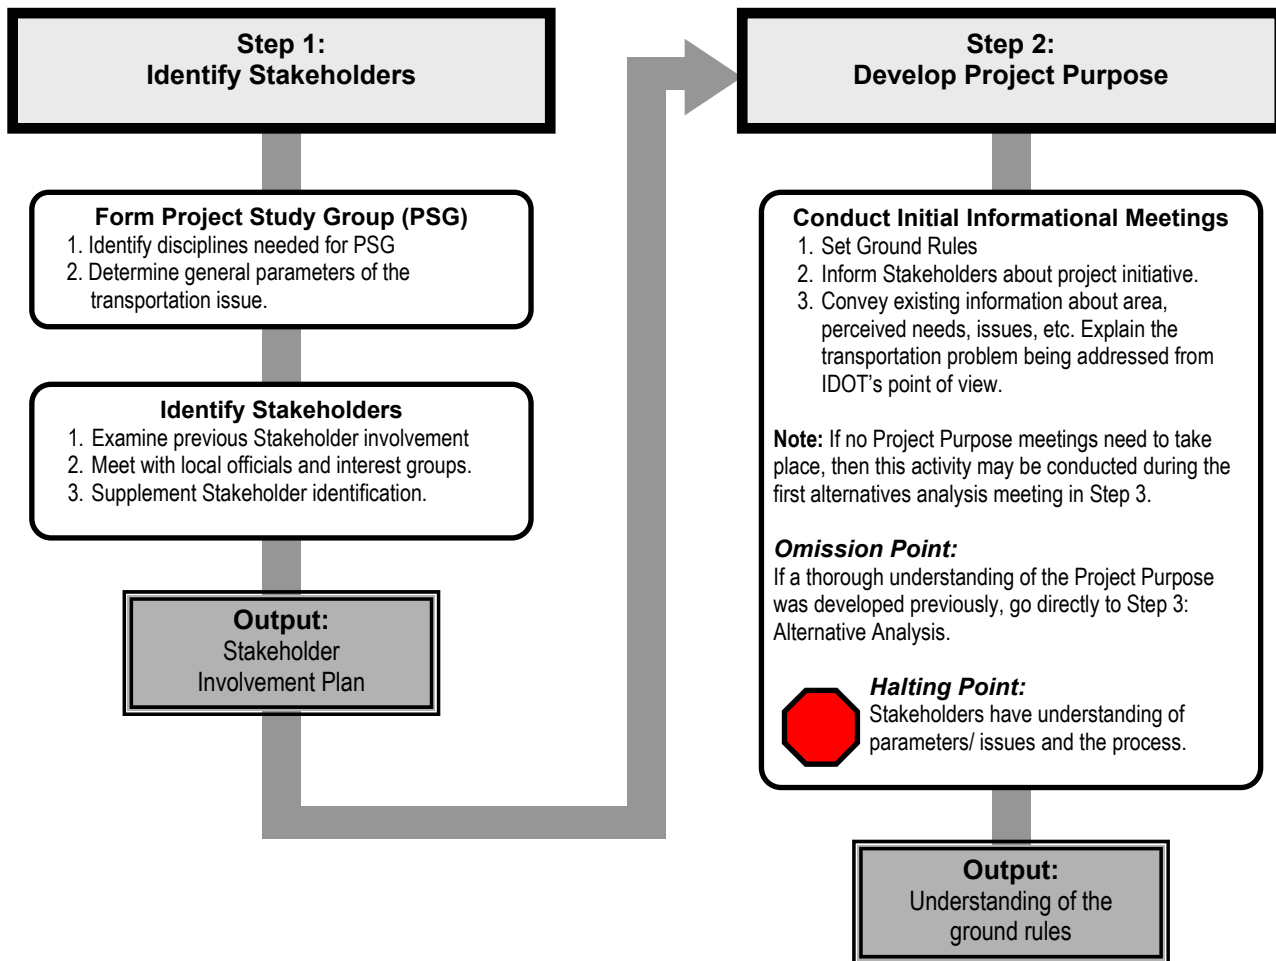 Step 1:
Identify Stakeholders
Form Project Study Group (PSG)
1. Identify disciplines needed for PSG
2. Determine general parameters of the
transportation issue.
Identify Stakeholders
1. Examine previous Stakeholder involvement
2. Meet with local officials and interest groups.
3. Supplement Stakeholder identification.
Output:
Stakeholder
Involvement Plan
Step 2:
Develop Project Purpose
Conduct Initial Informational Meetings
1. Set Ground Rules
2. Inform Stakeholders about project initiative.
3. Convey existing information about area,
perceived needs, issues, etc. Explain the
transportation problem being addressed from
IDOT’s point of view.
Note: If no Project Purpose meetings need to take
place, then this activity may be conducted during the
first alternatives analysis meeting in Step 3.
Omission Point:
If a thorough understanding of the Project Purpose
was developed previously, go directly to Step 3:
Alternative Analysis.
Halting Point:
Stakeholders have understanding of
parameters/ issues and the process.
Output:
Understanding of the
ground rules